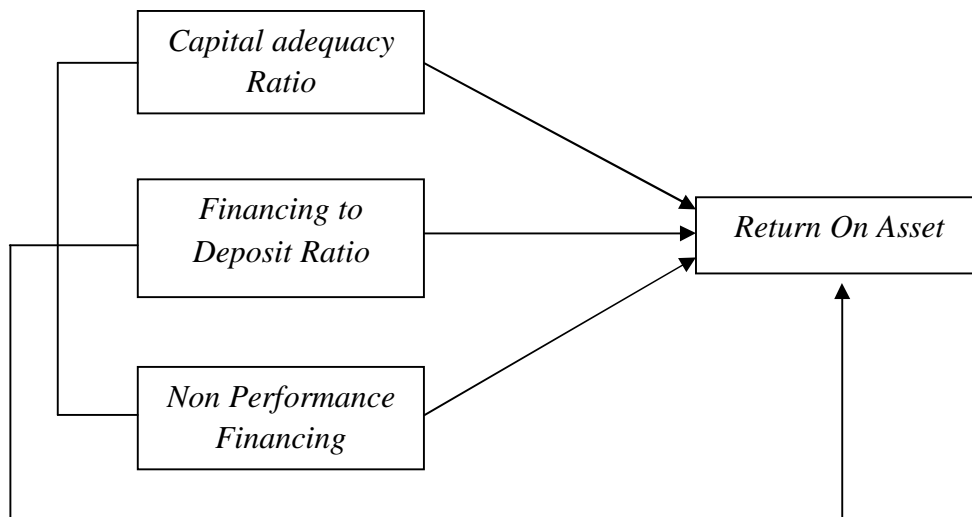 Capital adequacy
Ratio
Financing to
Deposit Ratio
Return On Asset
Non Performance
Financing